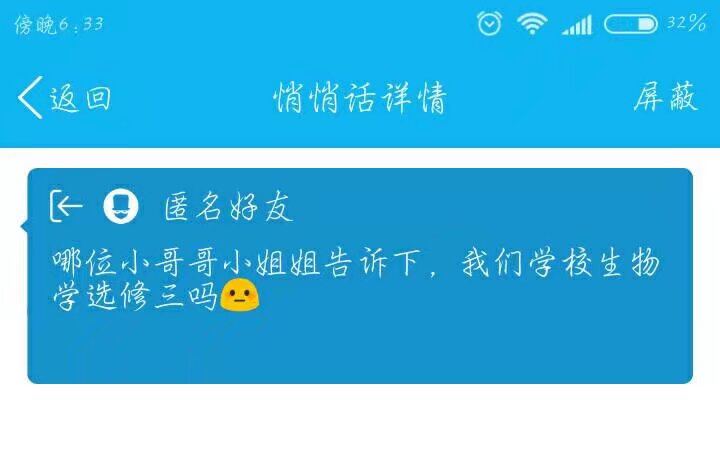 傍晚6:33
32%
返回
悄悄话详情
屏蔽
匿名好友
哪位小哥哥小姐姐告诉下，我们学校生物
学选修三吗😐